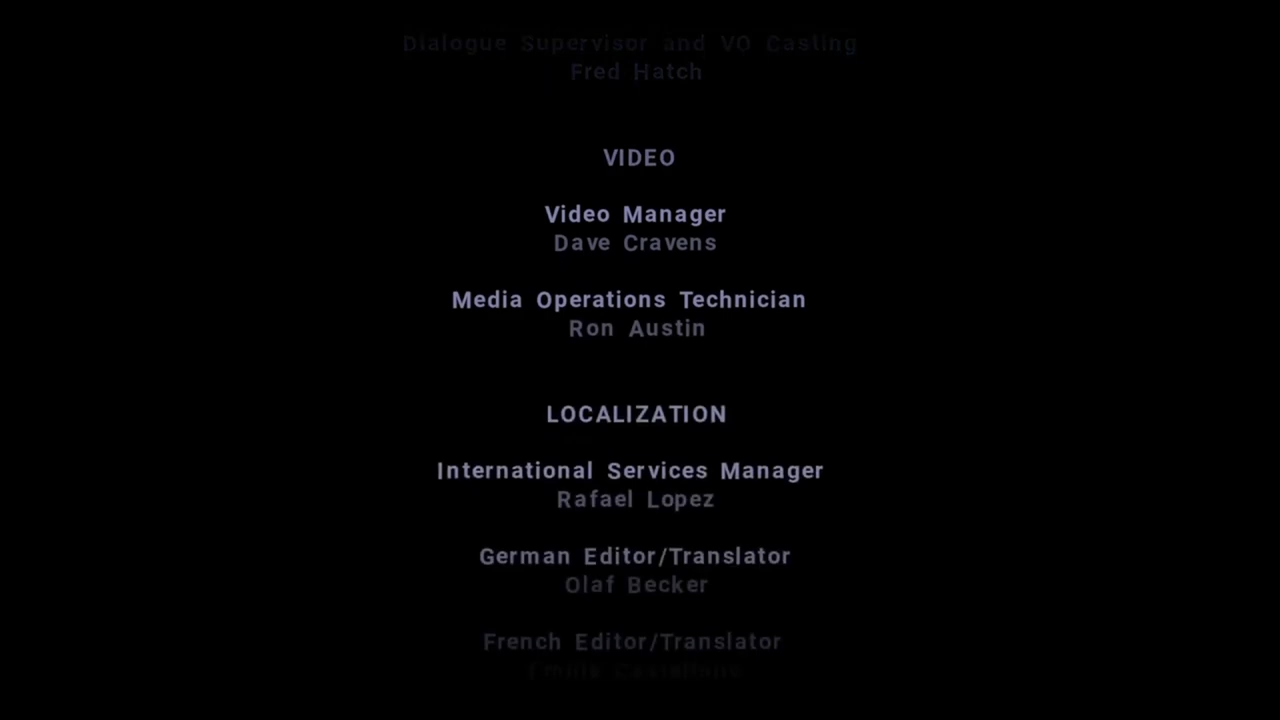 Dialogue Supervisor and VO Casting
Fred Hatch
VIDEO
Video Manager
Dave Cravens
Media Operations Technician
Ron Austin
LOCALIZATION
International Services Manager
Rafael Lopez
German Editor/Translator
Olaf Becker
French Editor/Translator